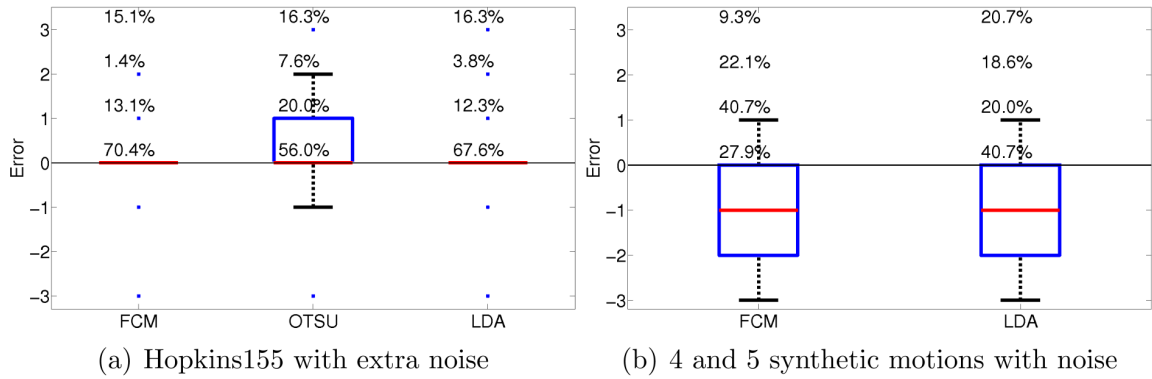 3 15.1% 16.3% 16.3%
1.4% 7.6% 3.8%
2
13.1% 20.0% 12.3%
1
70.4% 56.0% 67.6%
0
Error
−1
−2
−3
FCM OTSU LDA
(a) Hopkins155 with extra noise
9.3% 20.7%
3
22.1% 18.6%
2
40.7% 20.0%
1
27.9% 40.7%
0
Error
−1
−2
−3
FCM LDA
(b) 4 and 5 synthetic motions with noise